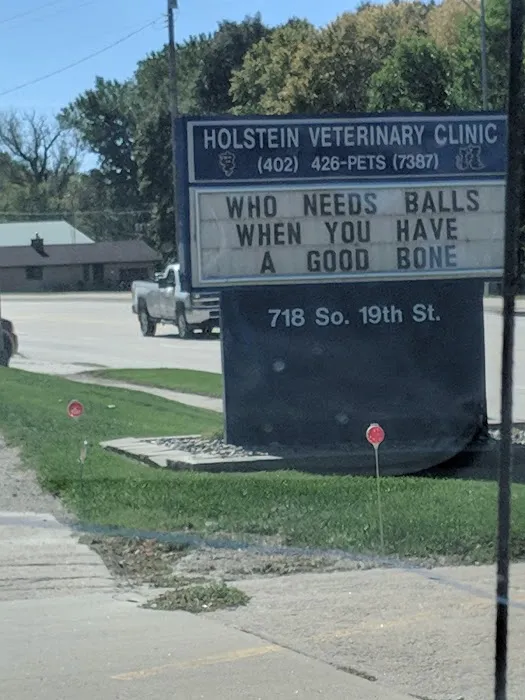 HOLSTEIN VETERINARY CLINIC
(402) 426-PETS (7387)
WHO NEEDS BALLS
WHEN YOU HAVE
A GOOD BONE
718 So. 19th St.